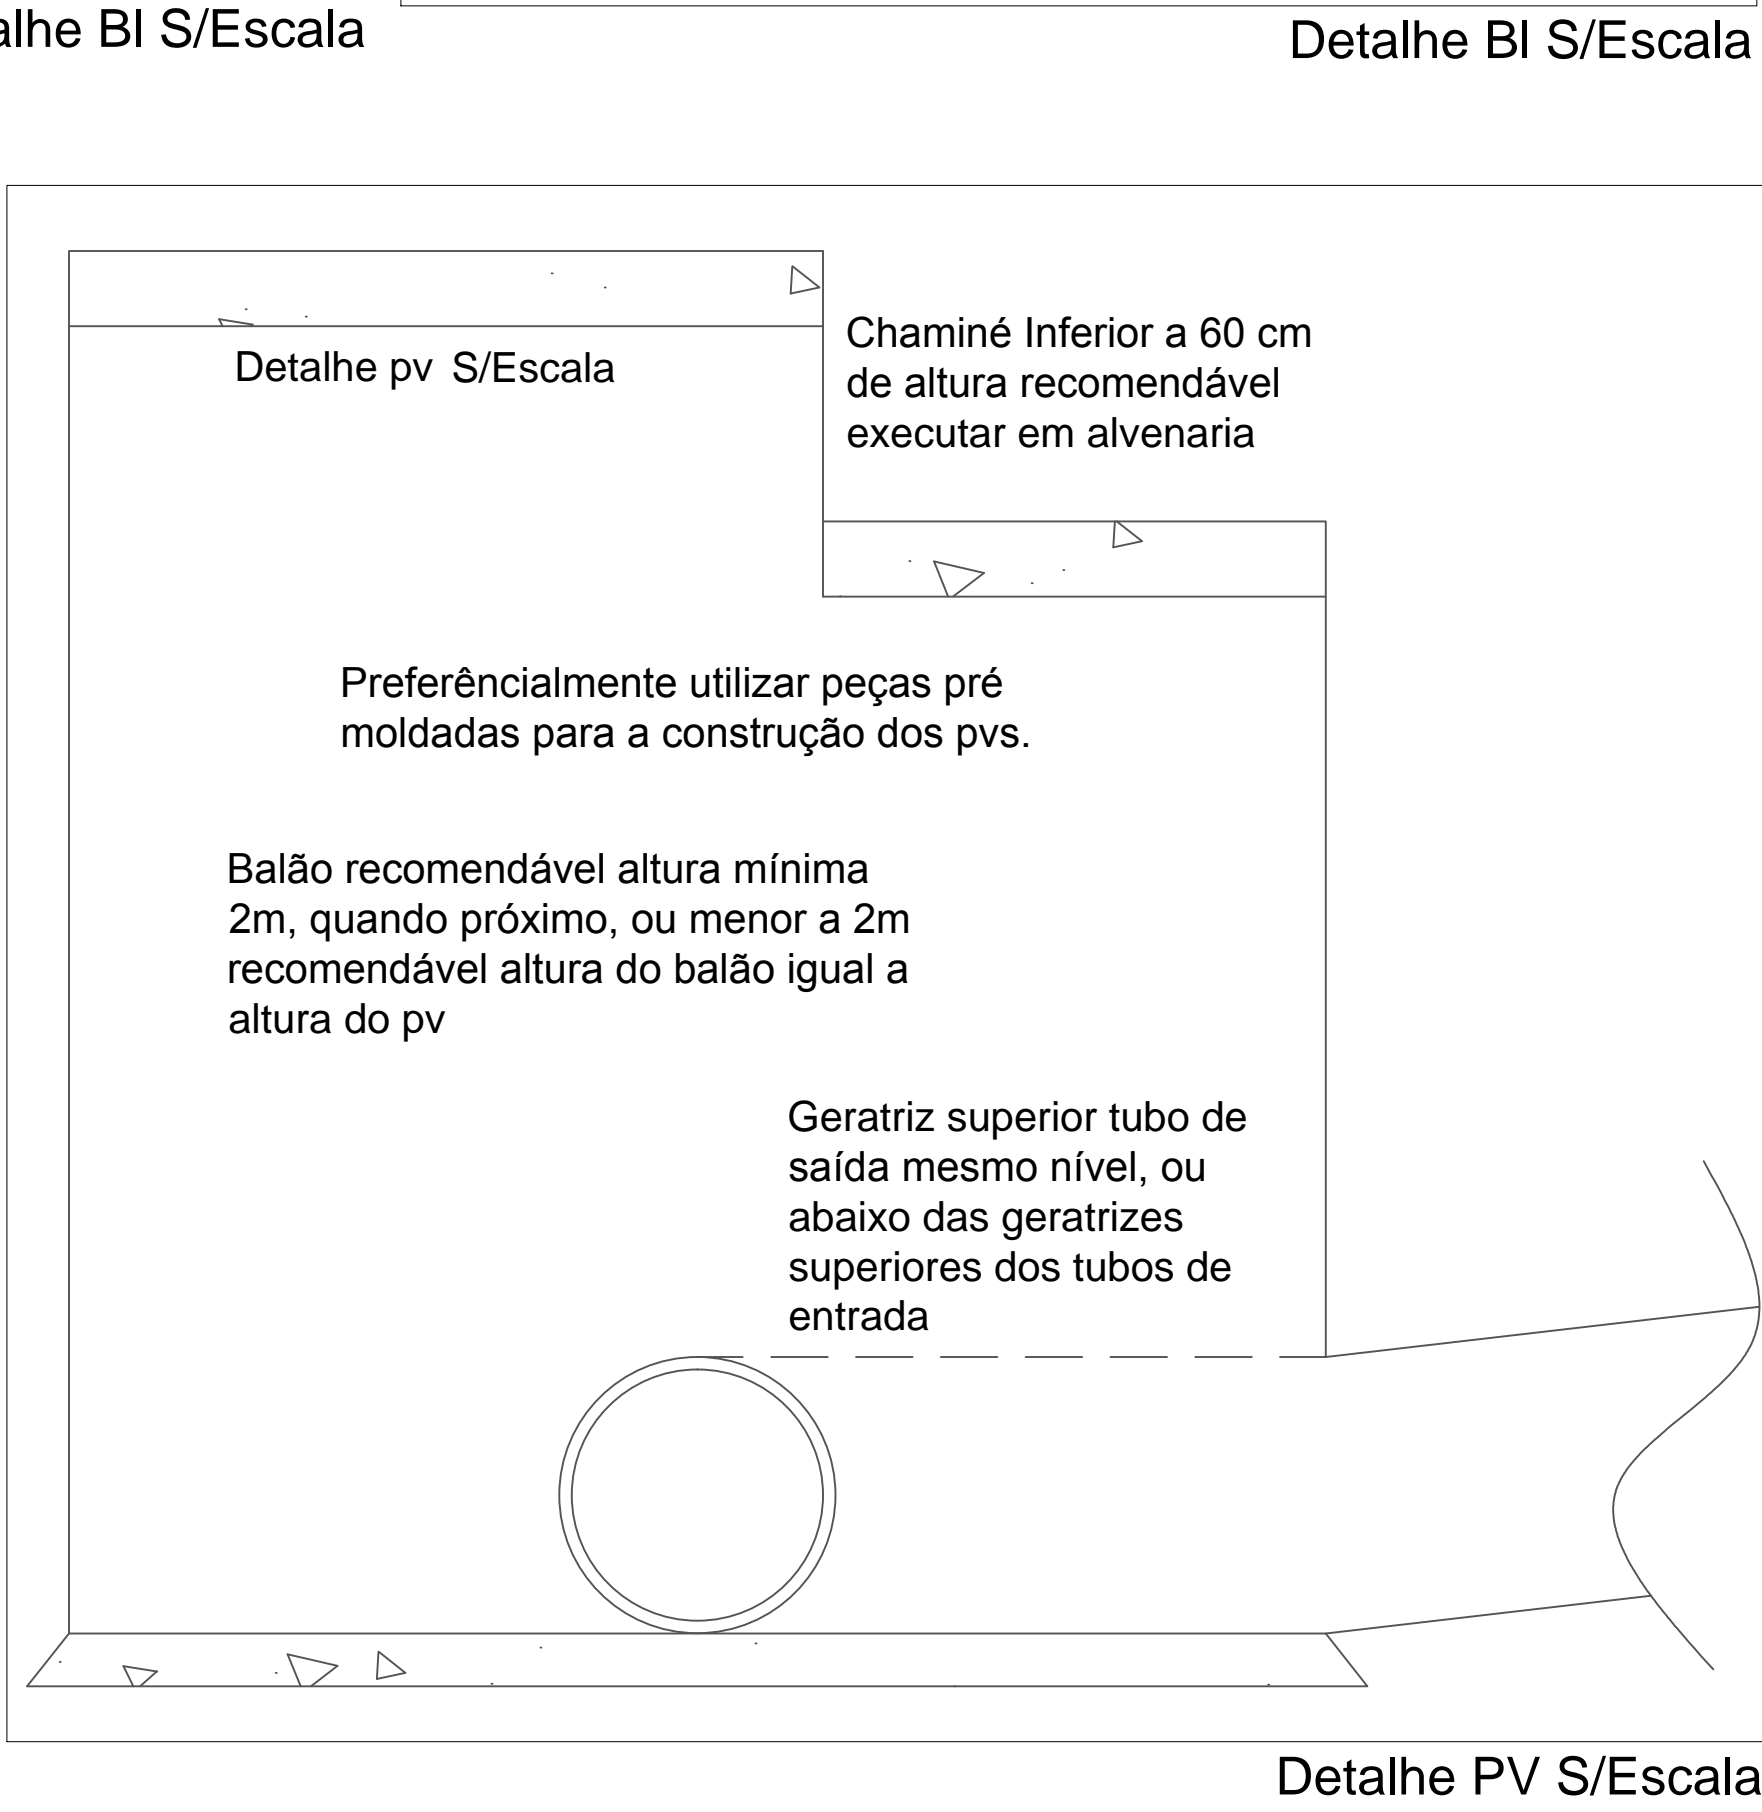 alhe Bl S/Escala
Detalhe Bl S/Escala
Detalhe pv S/Escala
Chaminé Inferior a 60 cm
de altura recomendável
executar em alvenaria
Preferêncialmente utilizar peças pré
moldadas para a construção dos pvs.
Balão recomendável altura mínima
2m, quando próximo, ou menor a 2m
recomendável altura do balão igual a
altura do pv
Geratriz superior tubo de
saída mesmo nível, ou
abaixo das geratrizes
superiores dos tubos de
entrada
Detalhe PV S/Escala